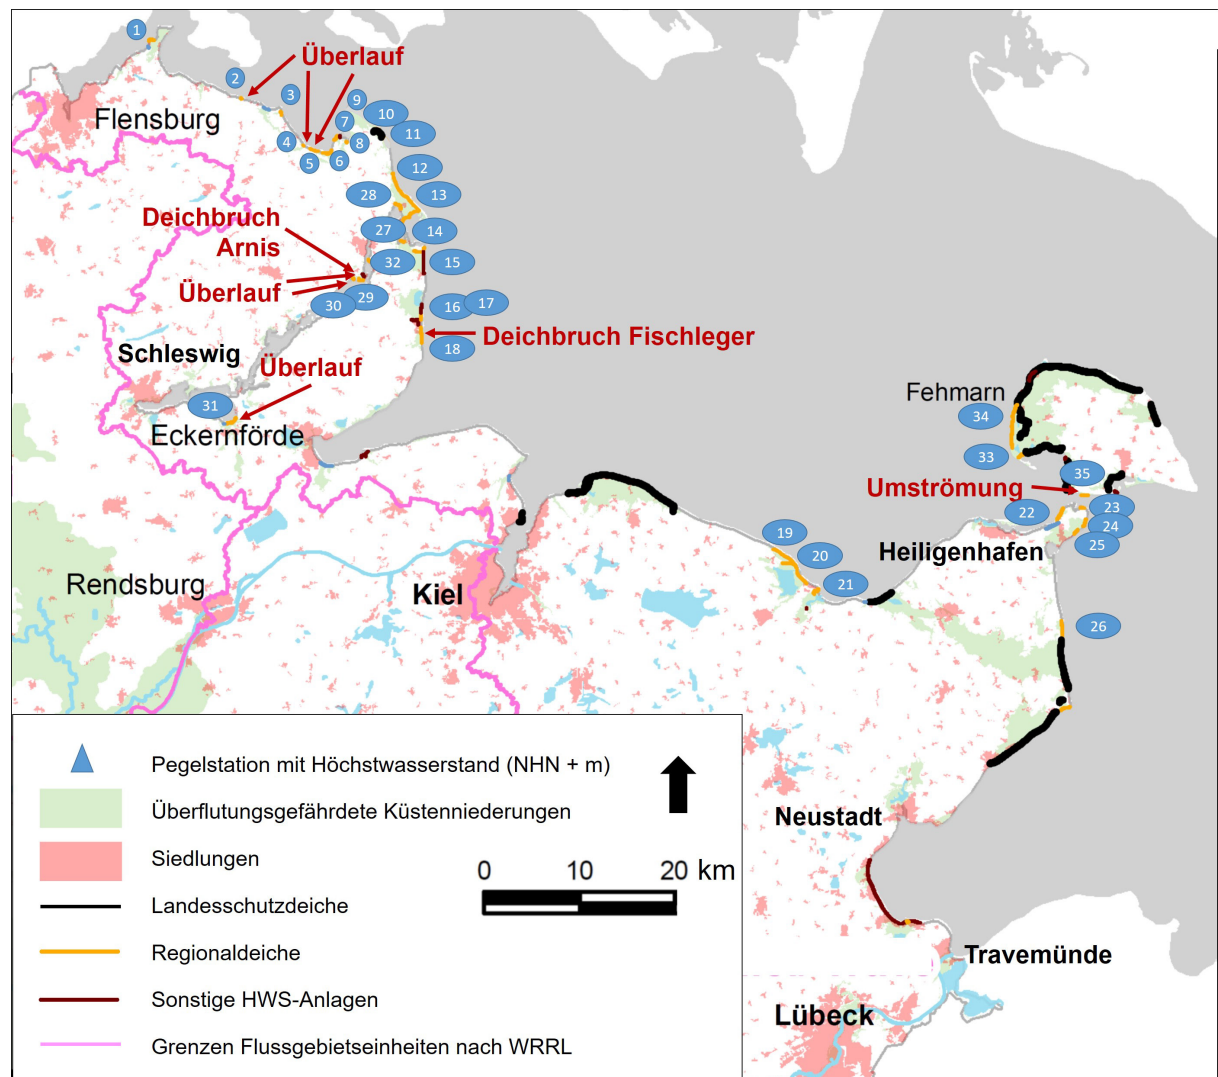 1
Überlauf
2
3
9
10
Flensburg
7
11
4
8
5
6
12
28
13
Deichbruch
Arnis
27
14
32
15
Überlauf
30
29
16
17
Deichbruch Fischleger
18
Schleswig
Überlauf
31
Eckernförde
Fehmarn
34
33
35
Umströmung
22
23
24
25
Heiligenhafen
19
20
21
Rendsburg
Kiel
26
Pegelstation mit Höchstwasserstand (NHN + m)
Überflutungsgefährdete Küstenniederungen
Siedlungen
0 10 20 km
Landesschutzdeiche
Regionaldeiche
Sonstige HWS-Anlagen
Grenzen Flussgebietseinheiten nach WRRL
Neustadt
Travemünde
Lübeck